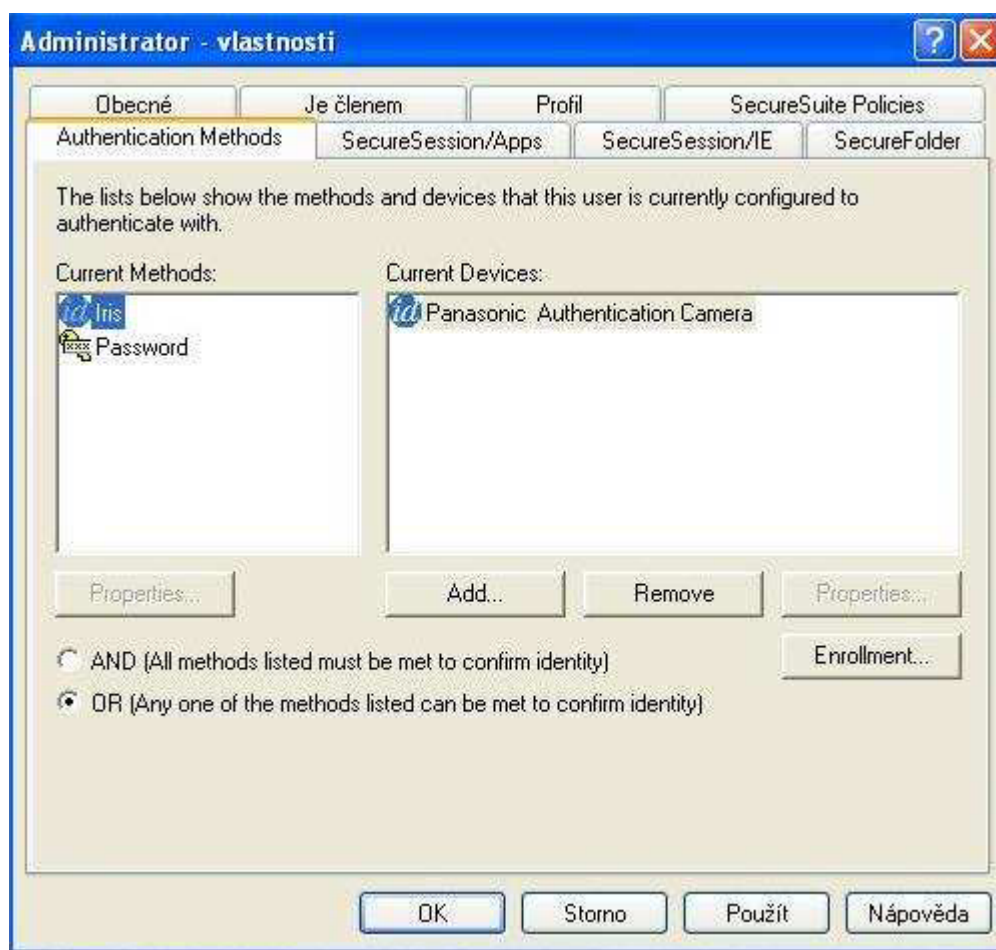 Administrator - vlastnosti
Obecné Je členem Profil SecureSuite Policies
Authentication Methods SecureSession/Apps SecureSession/IE SecureFolder
The lists below show the methods and devices that this user is currently configured to
authenticate with.
Current Methods: Current Devices:
Iris Panasonic Authentication Camera
Password
Properties... Add... Remove Properties...
AND (All methods listed must be met to confirm identity) Enrollment...
OR (Any one of the methods listed can be met to confirm identity)
OK Storno Použít Nápověda